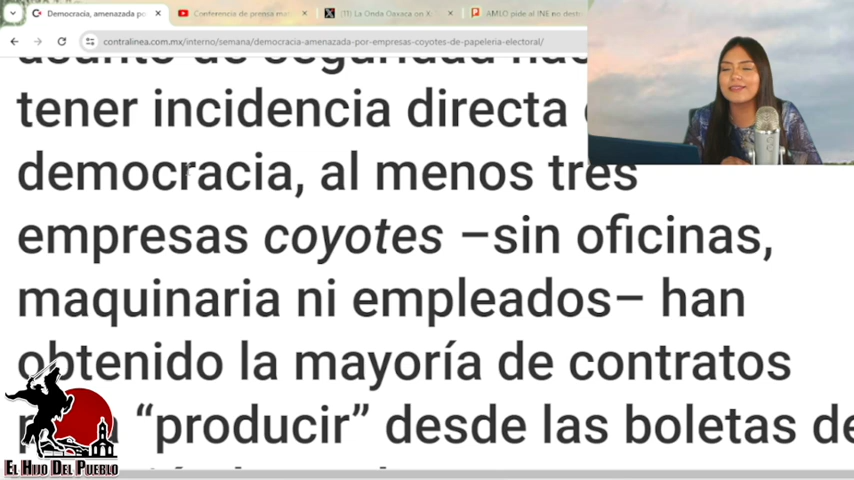 Democracia, amenazada po
Conferencia de prensa ma
(11) La Onda Oaxaca on X
AMLO pide al INE no dest
contralinea.com.mx/interno/semana/democracia-amenazada-por-empresas-coyotes-de-papeleria-electoral/
asunto de seguridad
tener incidencia directa
democracia, al menos tres
empresas coyotes –sin oficinas,
maquinaria ni empleados– han
obtenido la mayoría de contratos
“producir” desde las boletas de
EL HIJO DEL PUEBLO